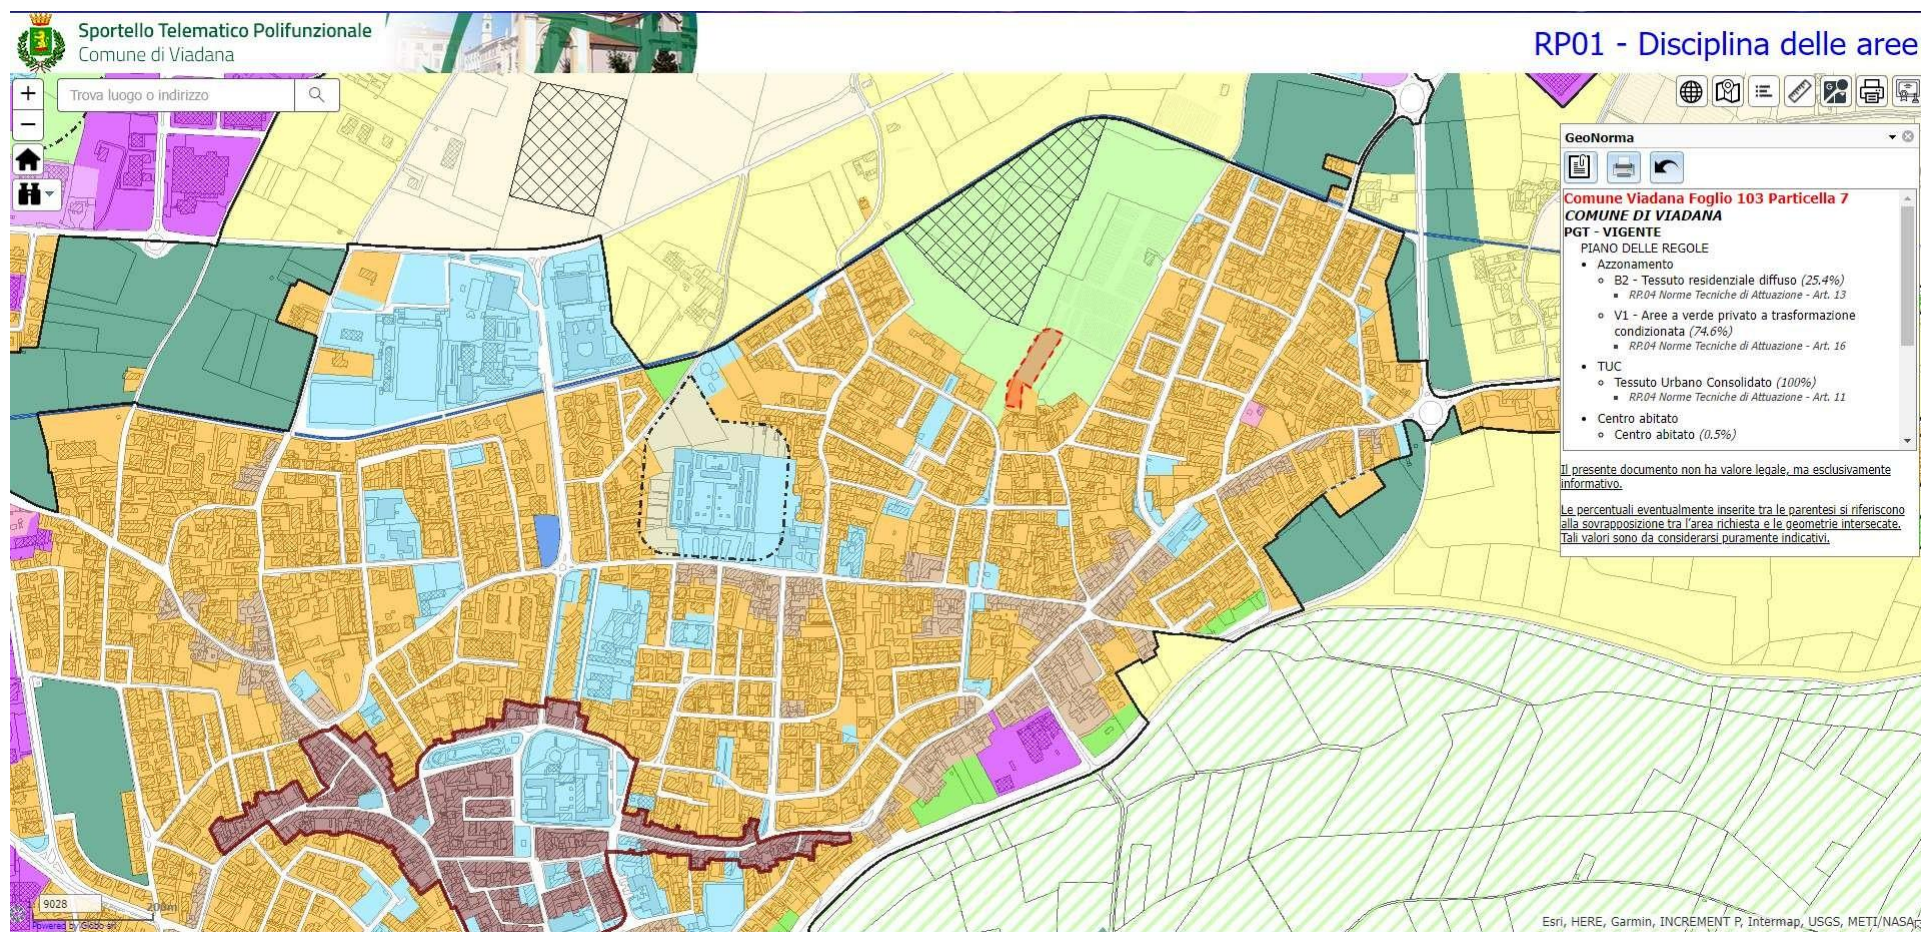 Sportello Telematico Polifunzionale
Comune di Viadana
RP01 - Disciplina delle aree
+
Trova luogo o indirizzo
−
GeoNorma
Comune Viadana Foglio 103 Particella 7
COMUNE DI VIADANA
PGT - VIGENTE
PIANO DELLE REGOLE
• Azzonamento
B2 - Tessuto residenziale diffuso (25.4%)
RP.04 Norme Tecniche di Attuazione - Art. 13
V1 - Aree a verde privato a trasformazione
condizionata (74.6%)
RP.04 Norme Tecniche di Attuazione - Art. 16
• TUC
Tessuto Urbano Consolidato (100%)
RP.04 Norme Tecniche di Attuazione - Art. 11
• Centro abitato
Centro abitato (0.5%)
Il presente documento non ha valore legale, ma esclusivamente
informativo.
Le percentuali eventualmente inserite tra le parentesi si riferiscono
alla sovrapposizione tra l'area richiesta e le geometrie intersecate.
Tali valori sono da considerarsi puramente indicativi.
9028
200m
Powered by Globo srl
Esri, HERE, Garmin, INCREMENT P, Intermap, USGS, METI/NASA